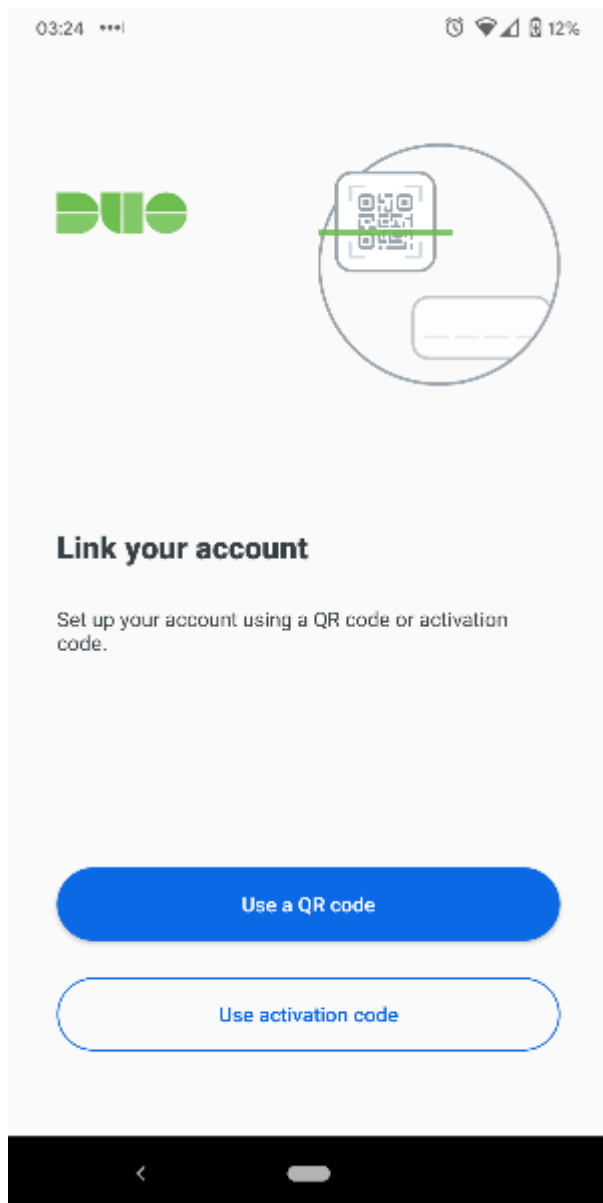 03:24
12%
DUO
Link your account
Set up your account using a QR code or activation
code.
Use a QR code
Use activation code